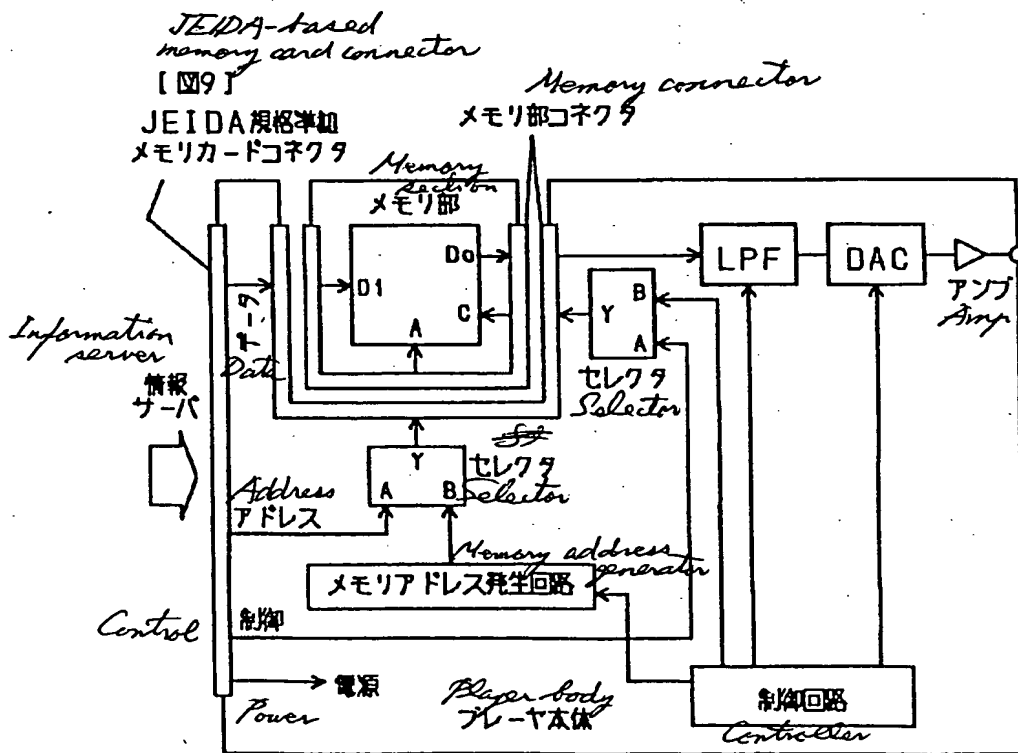 JEIDA-based
memory card connector
【図9】
JEIDA規格準拠
メモリカードコネクタ
Memory connector
メモリ部コネクタ
Memory
section
メモリ部
Do
D1
C
A
LPF
DAC
アンプ
Amp
B
Y
A
セレクタ
Selector
データ
Data
Information
server
情報
サーバ
Y
A
B
セレクタ
Selector
Address
アドレス
Memory address
generator
メモリアドレス発生回路
Control
制御
電源
Power
Player body
プレーヤ本体
制御回路
Controller